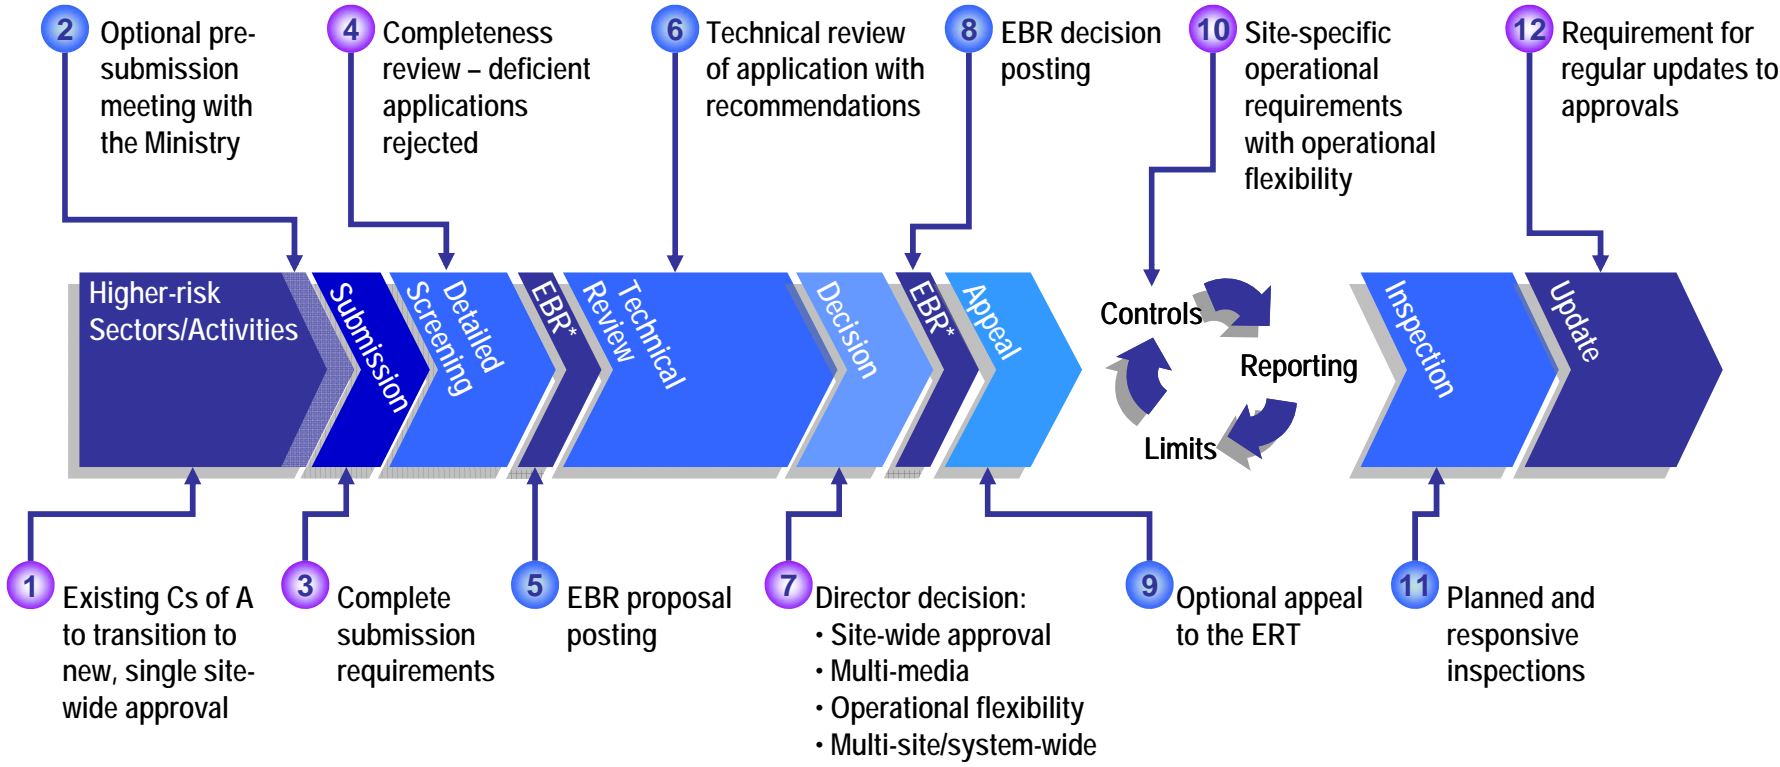 2 Optional pre-
submission
meeting with
the Ministry
4 Completeness
review – deficient
applications
rejected
6 Technical review
of application with
recommendations
8 EBR decision
posting
10 Site-specific
operational
requirements
with operational
flexibility
12 Requirement for
regular updates to
approvals
Higher-risk
Sectors/Activities
Submission
Detailed
Screening
EBR*
Technical
Review
Decision
EBR*
Appeal
Controls
Reporting
Limits
Inspection
Update
1 Existing Cs of A
to transition to
new, single site-
wide approval
3 Complete
submission
requirements
5 EBR proposal
posting
7 Director decision:
• Site-wide approval
• Multi-media
• Operational flexibility
• Multi-site/system-wide
9 Optional appeal
to the ERT
11 Planned and
responsive
inspections